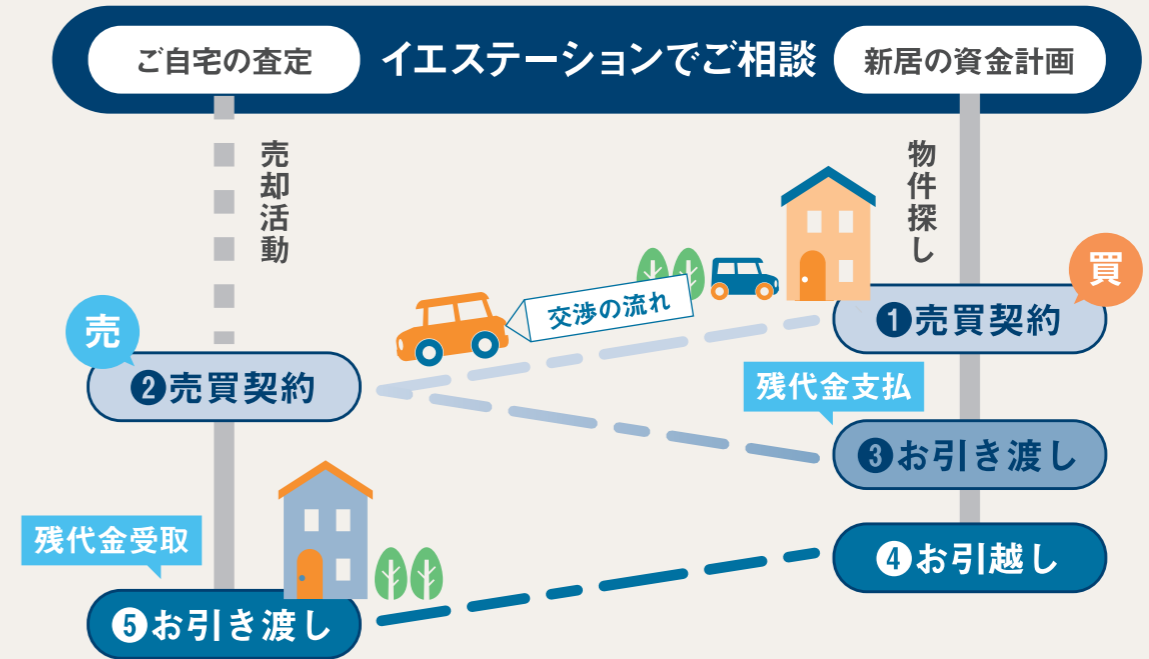 ご自宅の査定
イエステーションでご相談
新居の資金計画
売却活動
物件探し
買
❶売買契約
交渉の流れ
売
❷売買契約
残代金支払
❸お引き渡し
残代金受取
❹お引越し
❺お引き渡し